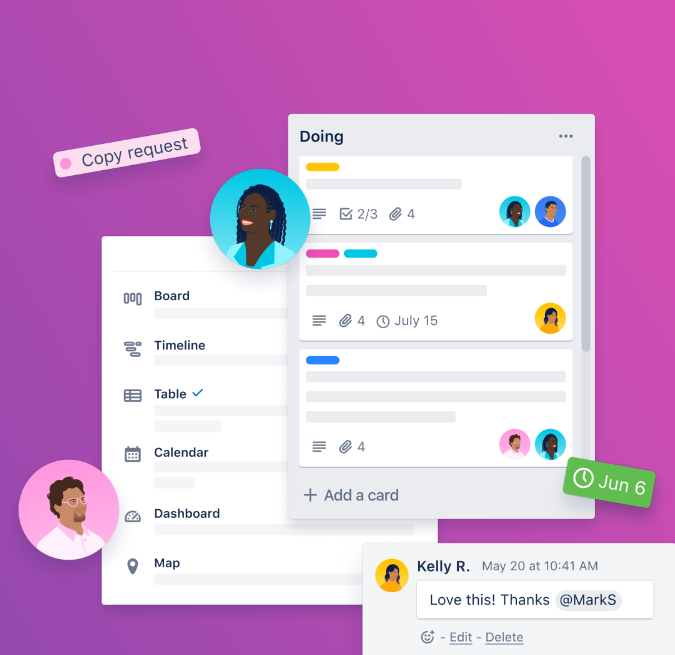 Copy request
Doing
2/3 4
4 July 15
4
+ Add a card
Board
Timeline
Table
Calendar
Dashboard
Map
Jun 6
Kelly R. May 20 at 10:41 AM
Love this! Thanks @MarkS
- Edit - Delete